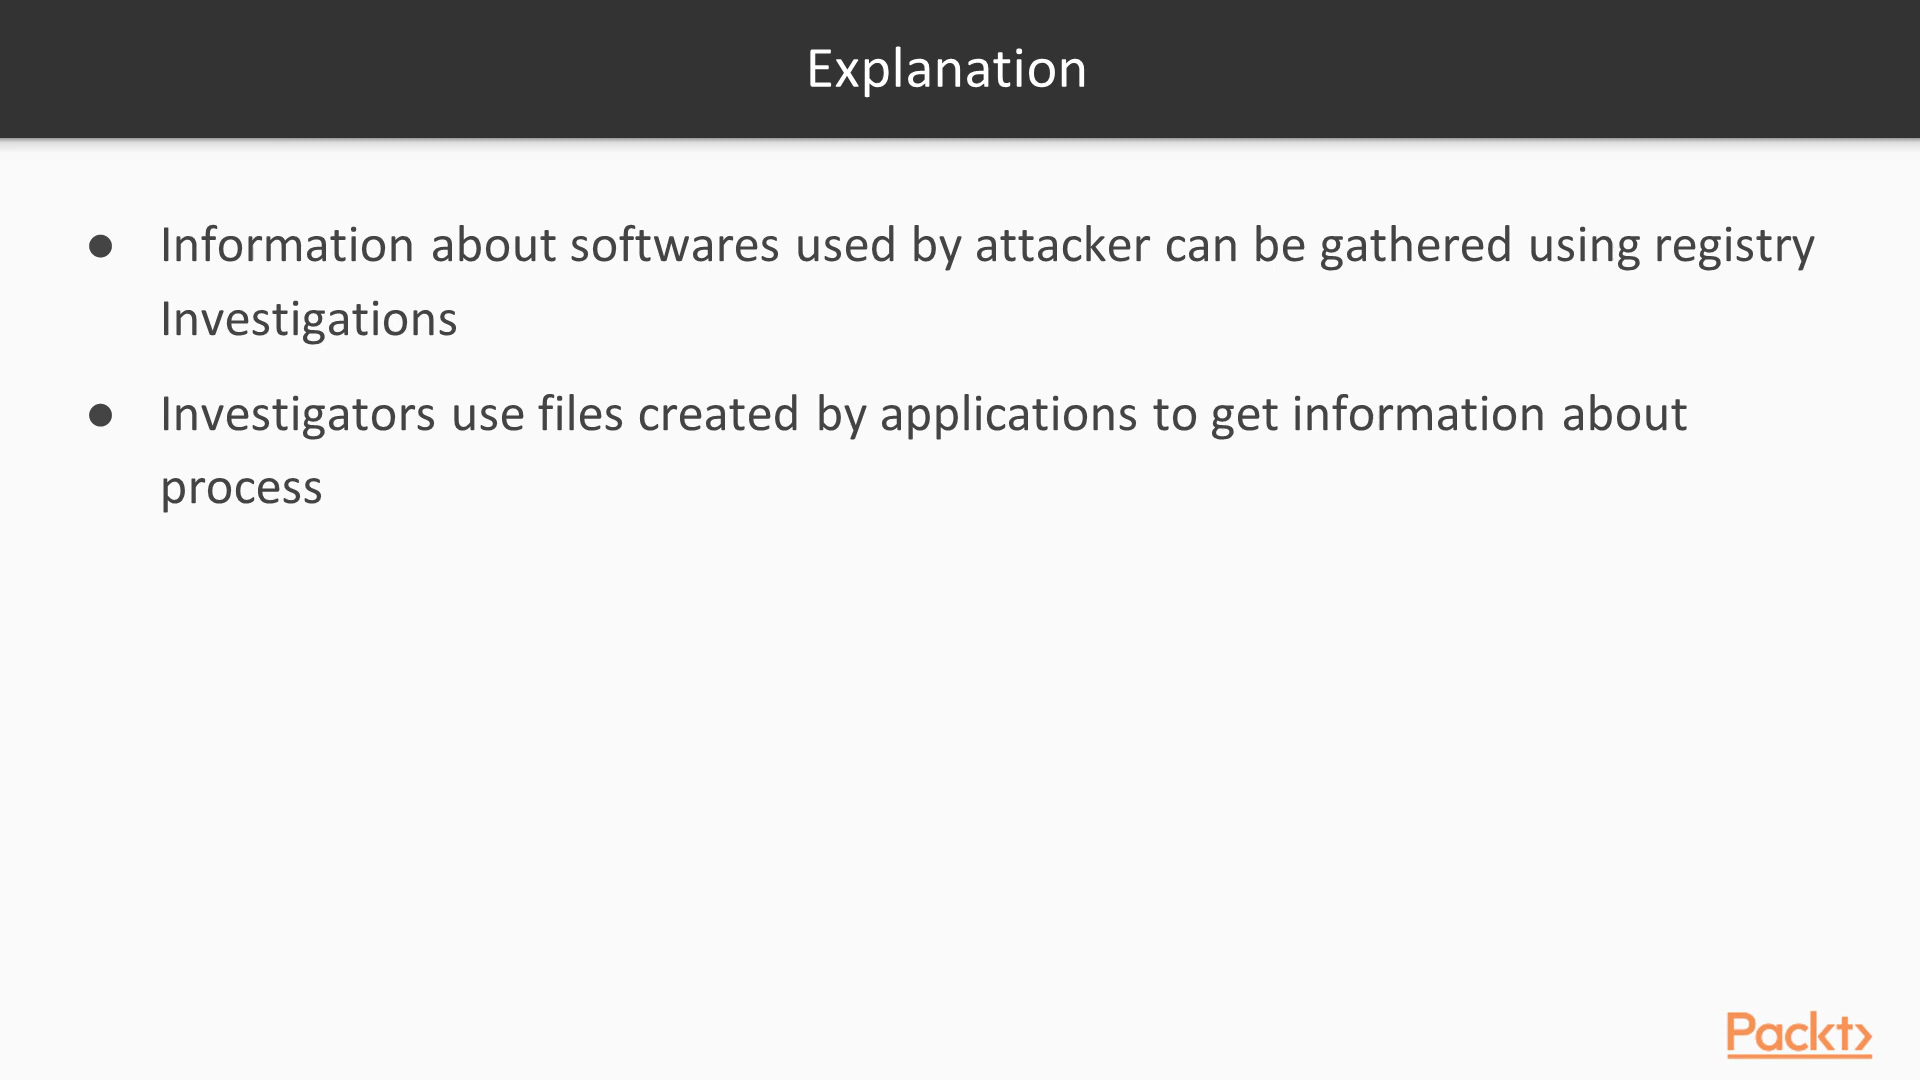 Explanation
● Information about softwares used by attacker can be gathered using registry
Investigations
● Investigators use files created by applications to get information about
process
Packt>